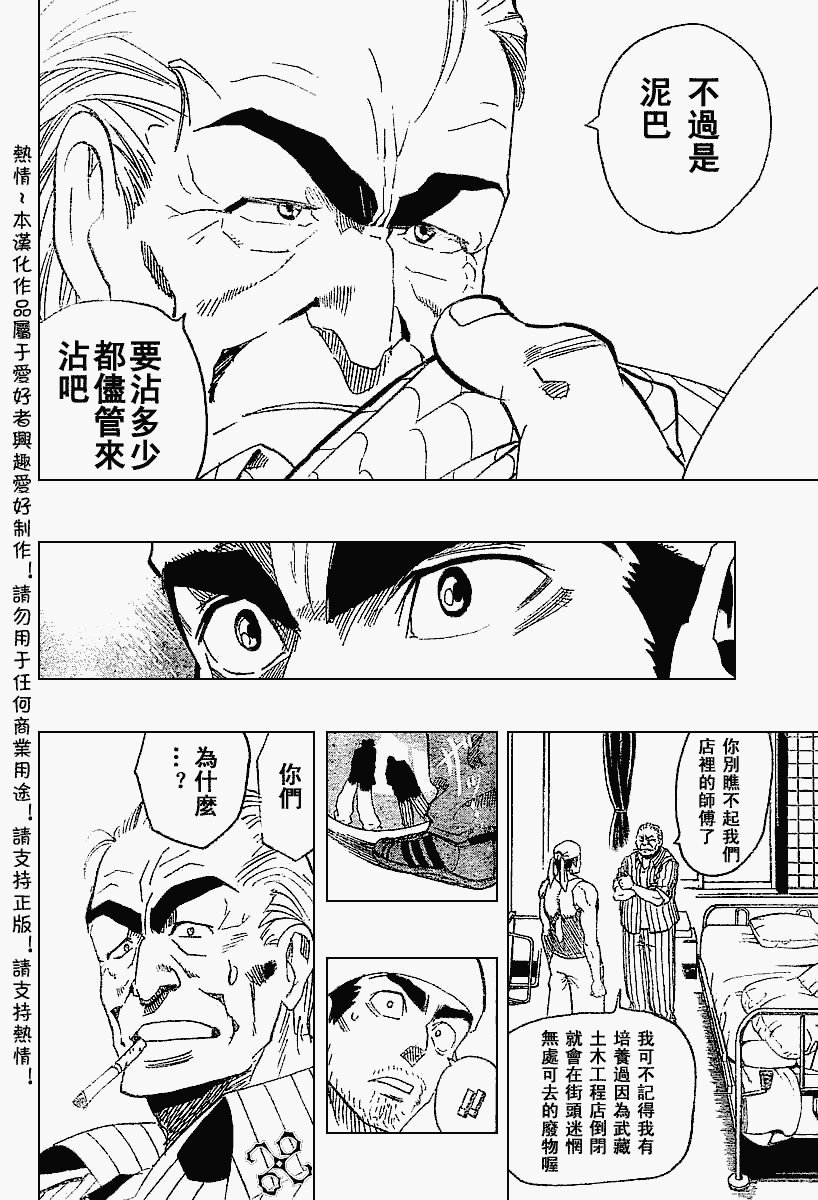 不過是
泥巴
要沾多少
都儘管來
沾吧
你別瞧不起我們
店裡的師傅了
我可不記得我有
培養過因為武藏
土木工程店倒閉
就會在街頭迷惘
無處可去的廢物喔
ザッ
!!
你們
為什麼
…?
熱情~本漢化作品屬于愛好者興趣愛好制作!請勿用于任何商業用途!請支持正版!請支持熱情!